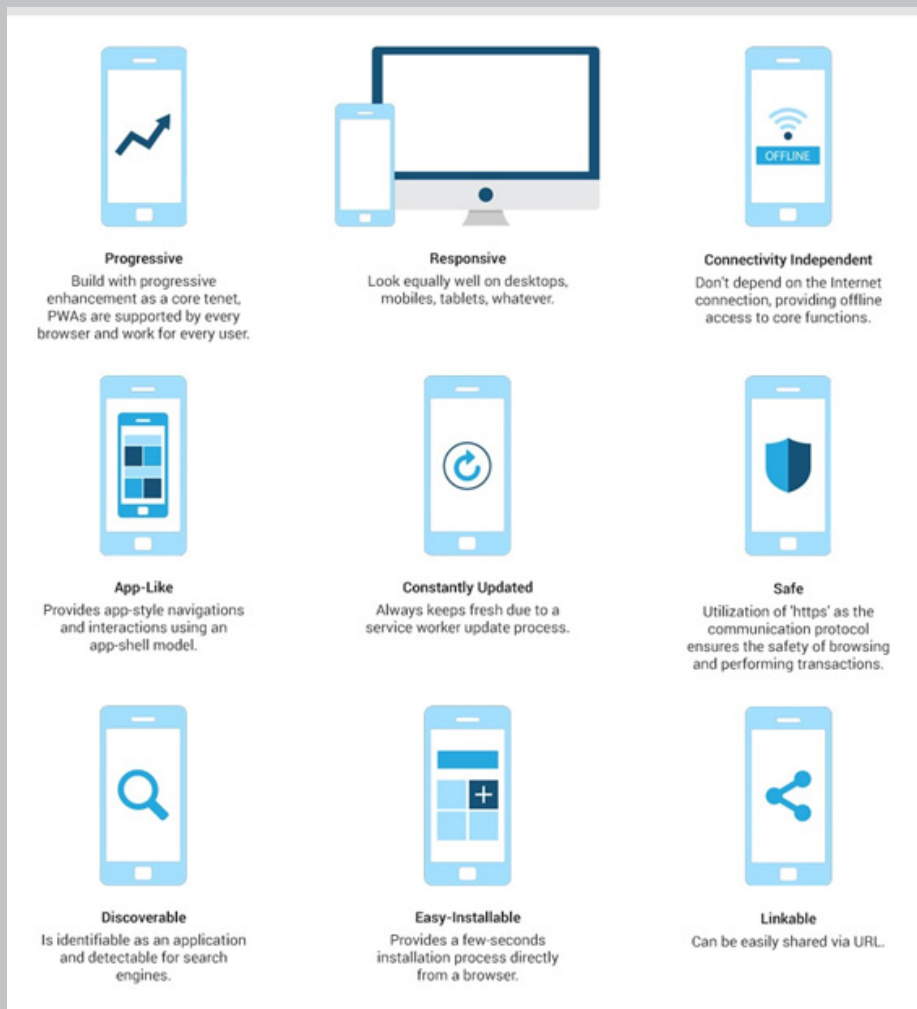 Progressive
Build with progressive
enhancement as a core tenet,
PWAs are supported by every
browser and work for every user.
Responsive
Look equally well on desktops,
mobiles, tablets, whatever.
OFFLINE
Connectivity Independent
Don't depend on the Internet
connection, providing offline
access to core functions.
App-Like
Provides app-style navigations
and interactions using an
app-shell model.
Constantly Updated
Always keeps fresh due to a
service worker update process.
Safe
Utilization of 'https' as the
communication protocol
ensures the safety of browsing
and performing transactions.
Discoverable
Is identifiable as an application
and detectable for search
engines.
Easy-Installable
Provides a few-seconds
installation process directly
from a browser.
Linkable
Can be easily shared via URL.